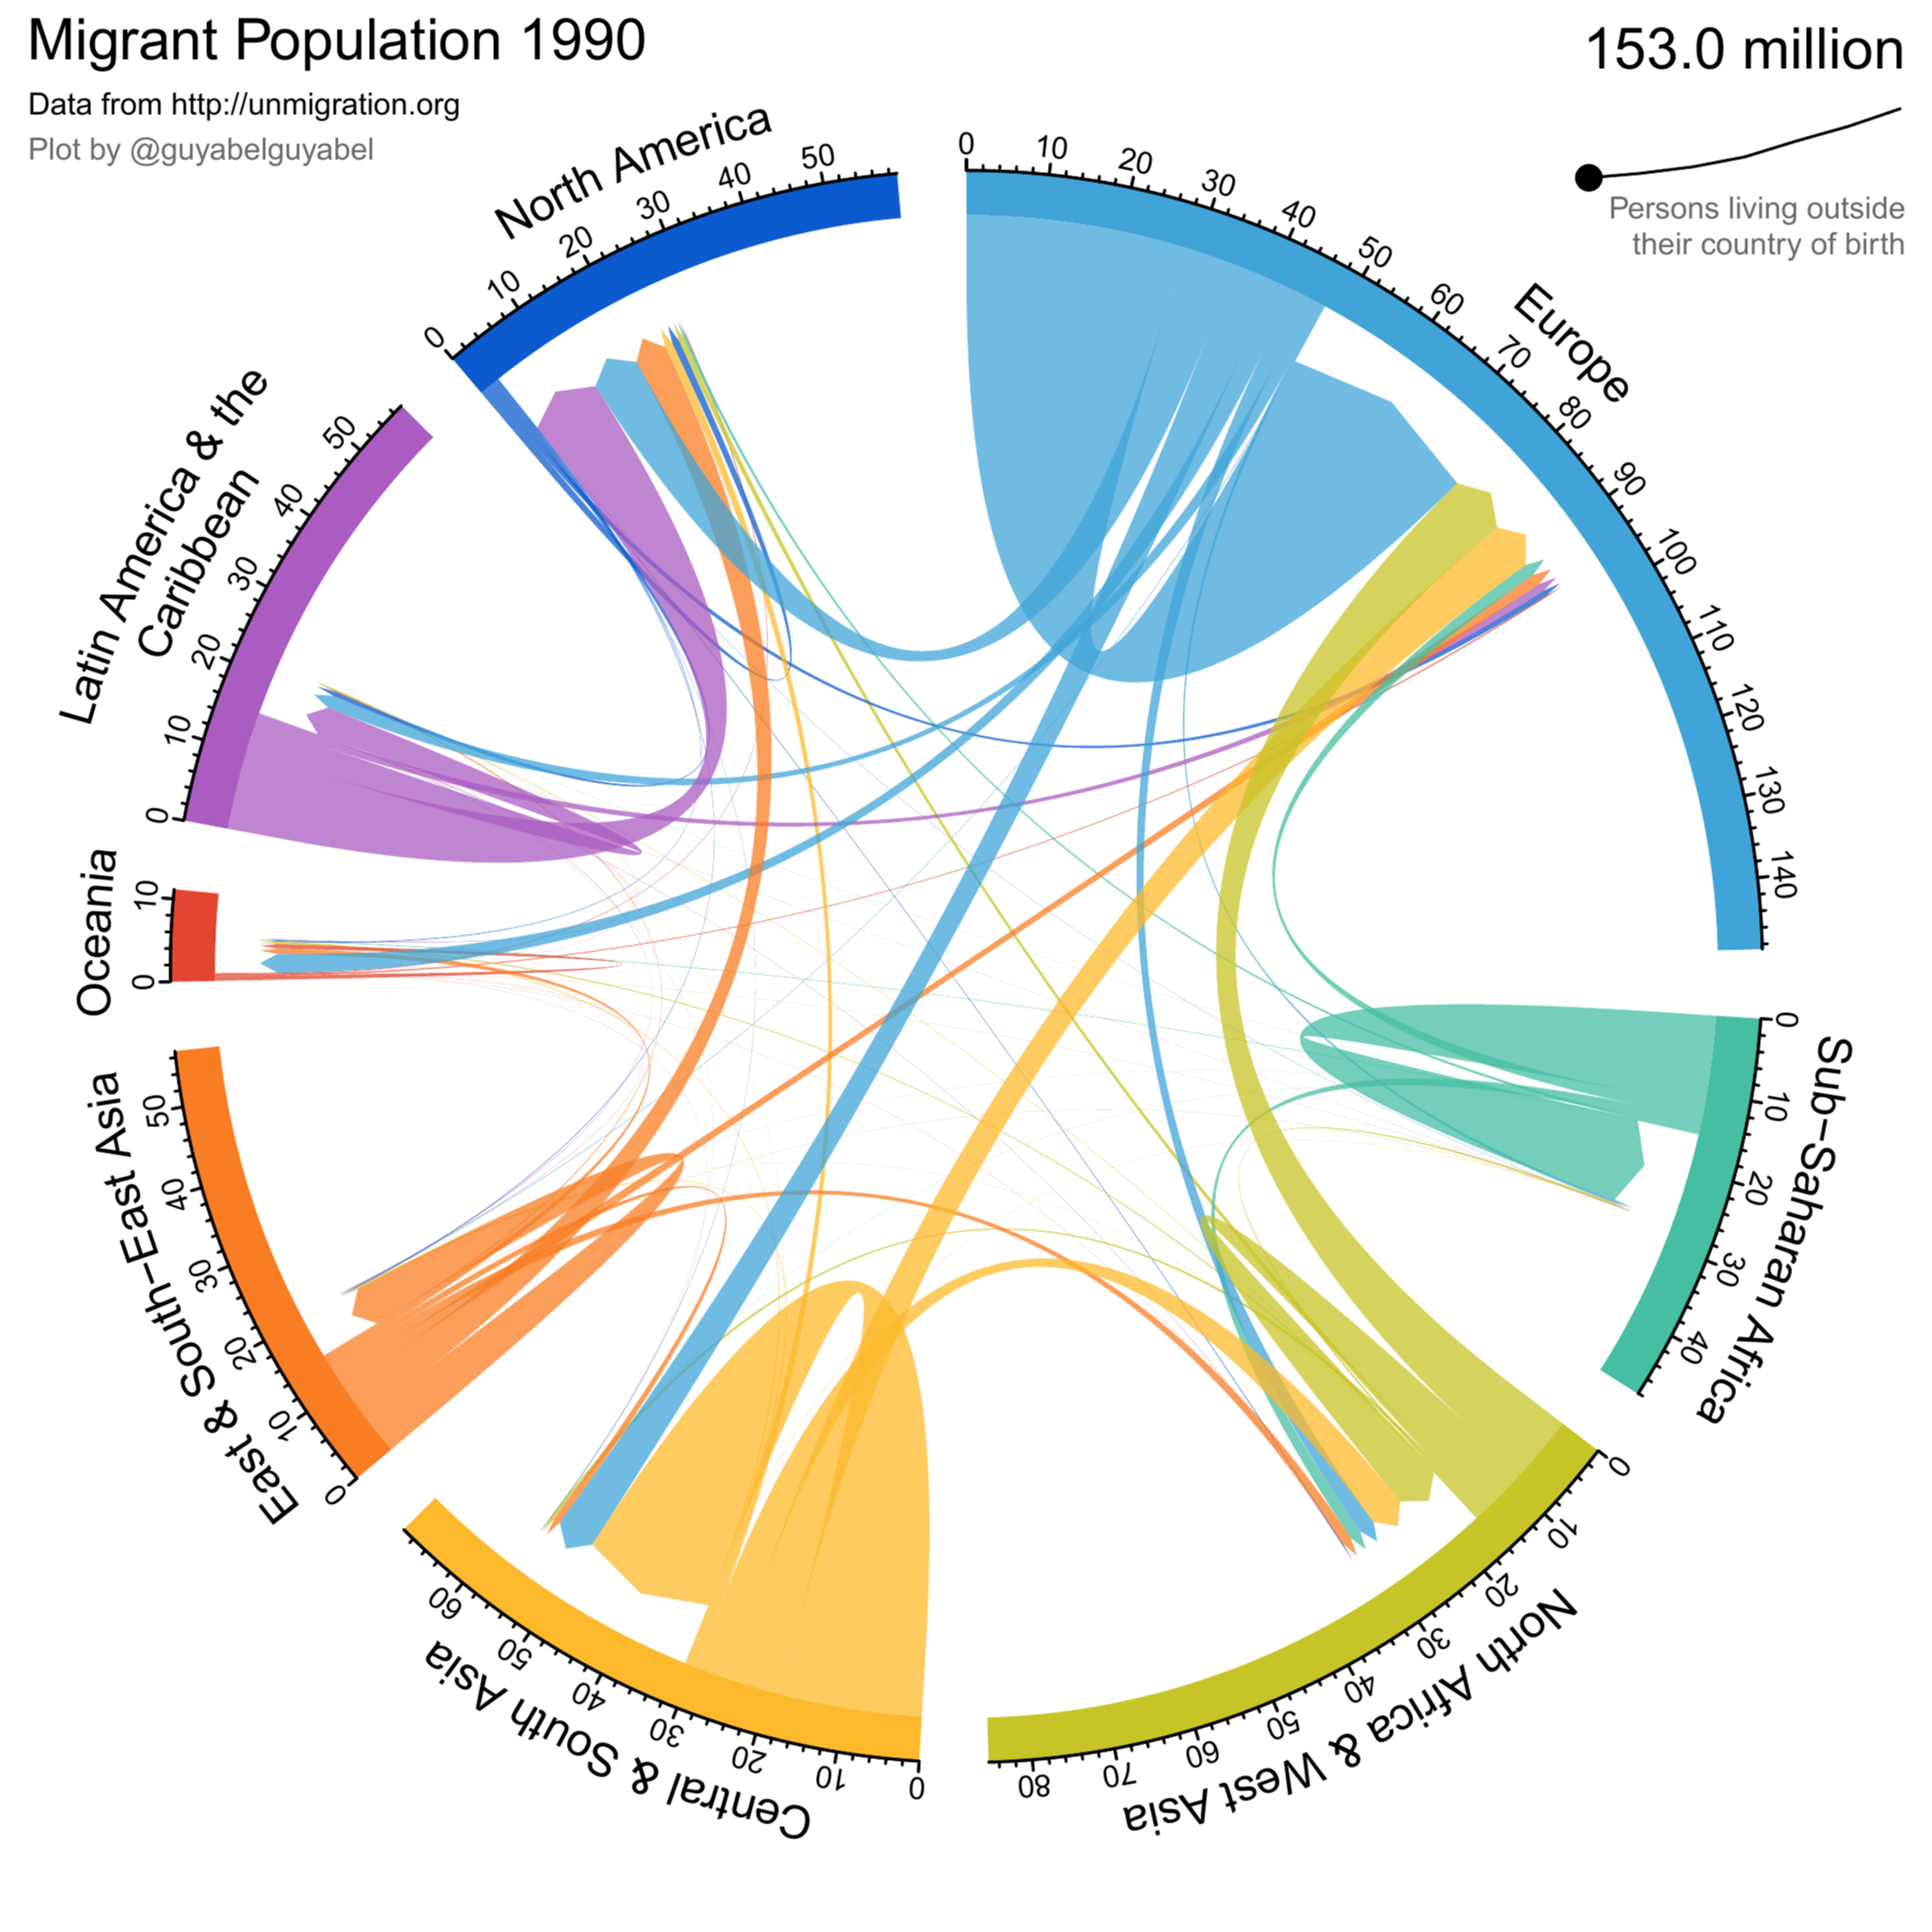 Migrant Population 1990
Data from http://unmigration.org
Plot by @guyabelguyabel
153.0 million
Persons living outside
their country of birth
North America
0 10 20 30 40 50
Europe
0 10 20 30 40 50 60 70 80 90 100 110 120 130 140
Sub-Saharan Africa
0 10 20 30 40
North Africa & West Asia
0 10 20 30 40 50 60 70 80
Central & South Asia
0 10 20 30 40 50 60
East & South-East Asia
0 10 20 30 40 50
Oceania
0 10
Latin America & the
Caribbean
0 10 20 30 40 50